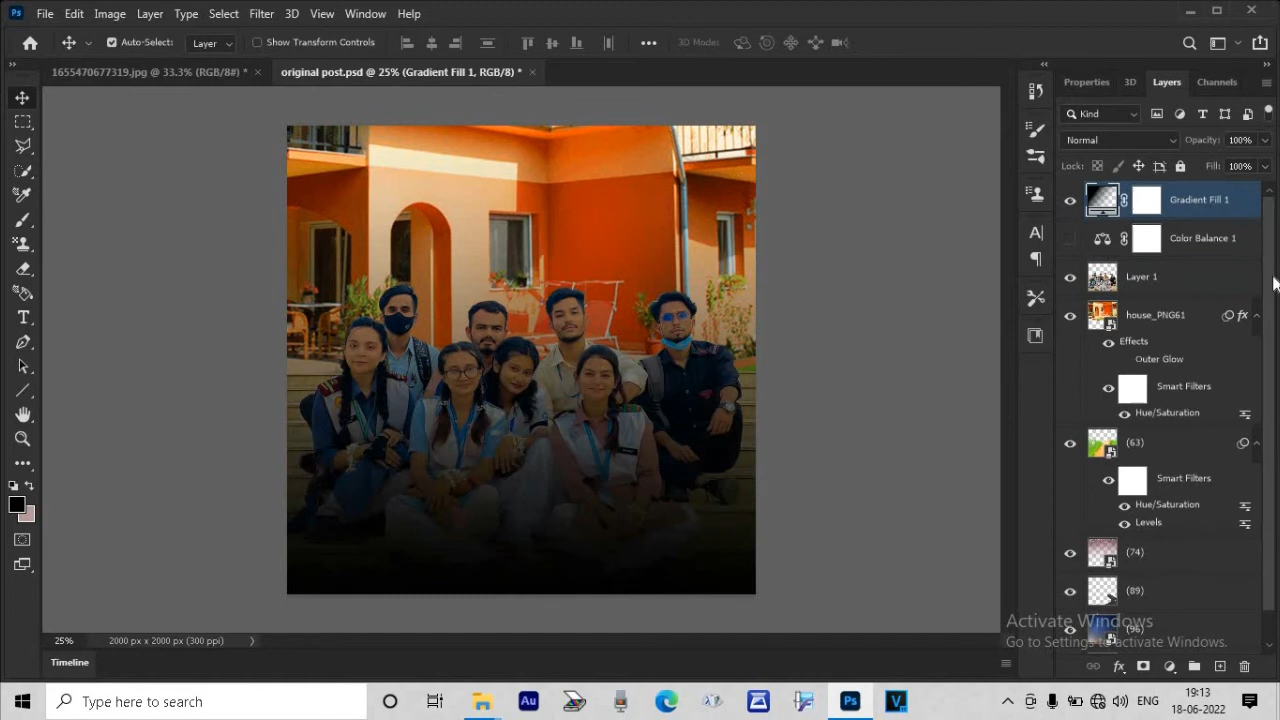 Ps File Edit Image Layer Type Select Filter 3D View Window Help
Auto-Select: Layer Show Transform Controls 3D Mode:
1655470677319.jpg @ 33.3% (RGB/8#) * × original post.psd @ 25% (Gradient Fill 1, RGB/8) * ×
Properties 3D Layers Channels
Kind
Normal Opacity: 100%
Lock: Fill: 100%
Gradient Fill 1
Color Balance 1
Layer 1
house_PNG61 fx
Effects
Outer Glow
Smart Filters
Hue/Saturation
(63)
Smart Filters
Hue/Saturation
Levels
(74)
(89)
(96)
Activate Windows
Go to Settings to activate Windows.
25% 2000 px x 2000 px (300 ppi)
Timeline
Type here to search
Au
Ps
V
ENG
19:13
18-06-2022